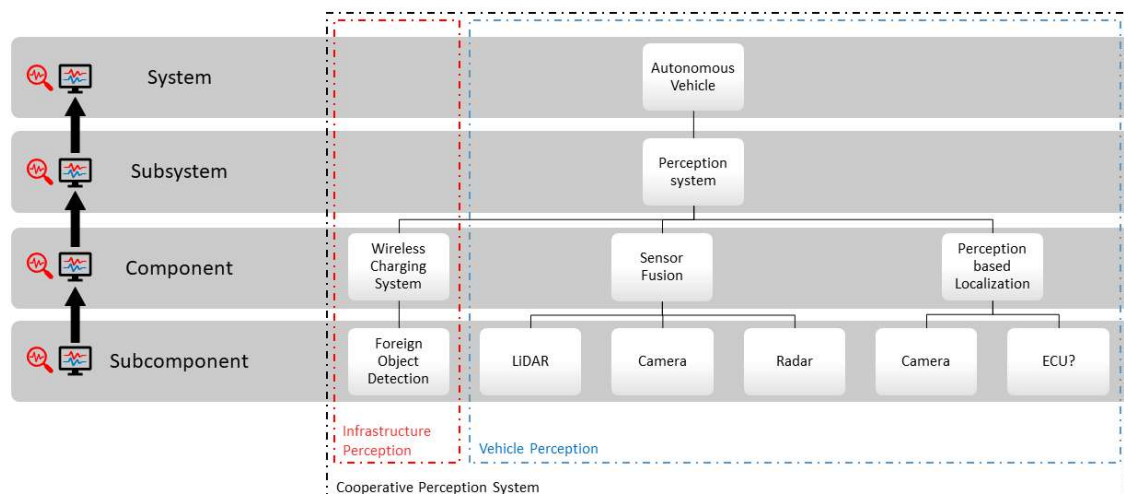 System
Autonomous
Vehicle
Subsystem
Perception
system
Component
Wireless
Charging
System
Sensor
Fusion
Perception
based
Localization
Subcomponent
Foreign
Object
Detection
LiDAR
Camera
Radar
Camera
ECU?
Infrastructure
Perception
Vehicle Perception
Cooperative Perception System